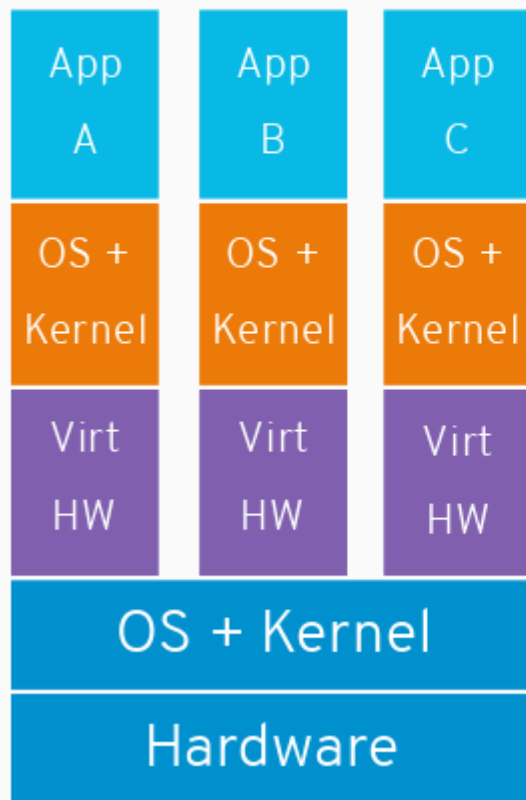 App
A
App
B
App
C
OS +
Kernel
OS +
Kernel
OS +
Kernel
Virt
HW
Virt
HW
Virt
HW
OS + Kernel
Hardware